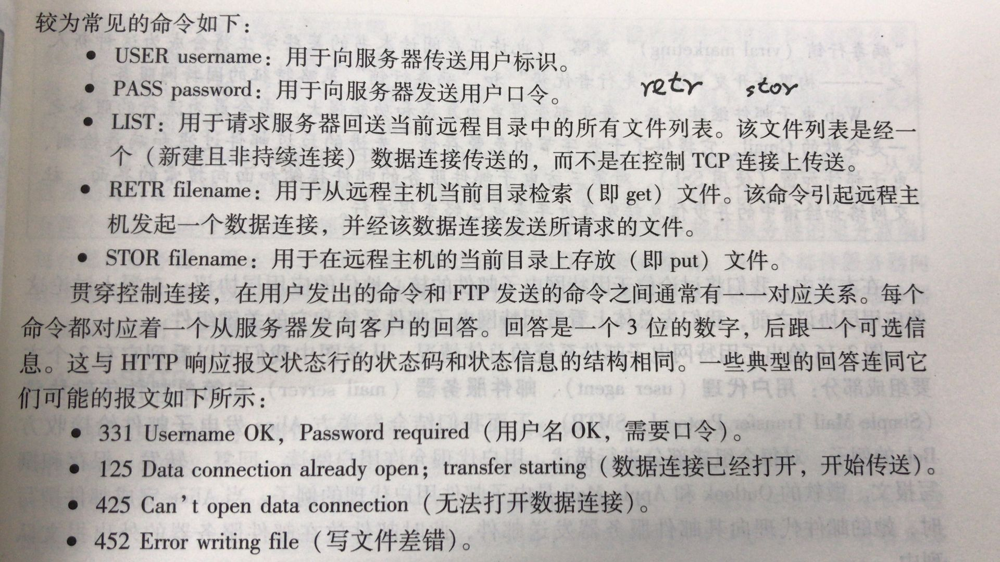 较为常见的命令如下：
● USER username：用于向服务器传送用户标识。
● PASS password：用于向服务器发送用户口令。
retr stor
● LIST：用于请求服务器回送当前远程目录中的所有文件列表。该文件列表是经一
个（新建且非持续连接）数据连接传送的，而不是在控制 TCP 连接上传送。
● RETR filename：用于从远程主机当前目录检索（即 get）文件。该命令引起远程主
机发起一个数据连接，并经该数据连接发送所请求的文件。
● STOR filename：用于在远程主机的当前目录上存放（即 put）文件。
贯穿控制连接，在用户发出的命令和 FTP 发送的命令之间通常有一一对应关系。每个
命令都对应着一个从服务器发向客户的回答。回答是一个 3 位的数字，后跟一个可选信
息。这与 HTTP 响应报文状态行的状态码和状态信息的结构相同。一些典型的回答连同它
们可能的报文如下所示：
● 331 Username OK，Password required（用户名 OK，需要口令）。
● 125 Data connection already open；transfer starting（数据连接已经打开，开始传送）。
● 425 Can't open data connection（无法打开数据连接）。
● 452 Error writing file（写文件差错）。